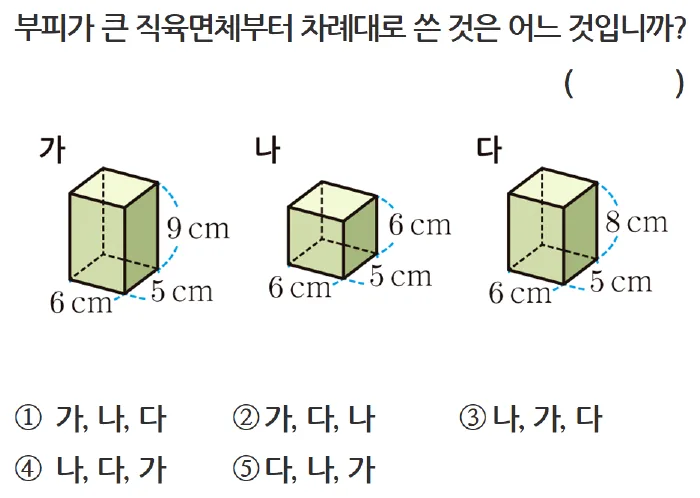 부피가 큰 직육면체부터 차례대로 쓴 것은 어느 것입니까?
( )
가 나 다
9 cm 6 cm 8 cm
6 cm 5 cm 6 cm 5 cm 6 cm 5 cm
① 가, 나, 다 ② 가, 다, 나 ③ 나, 가, 다
④ 나, 다, 가 ⑤ 다, 나, 가